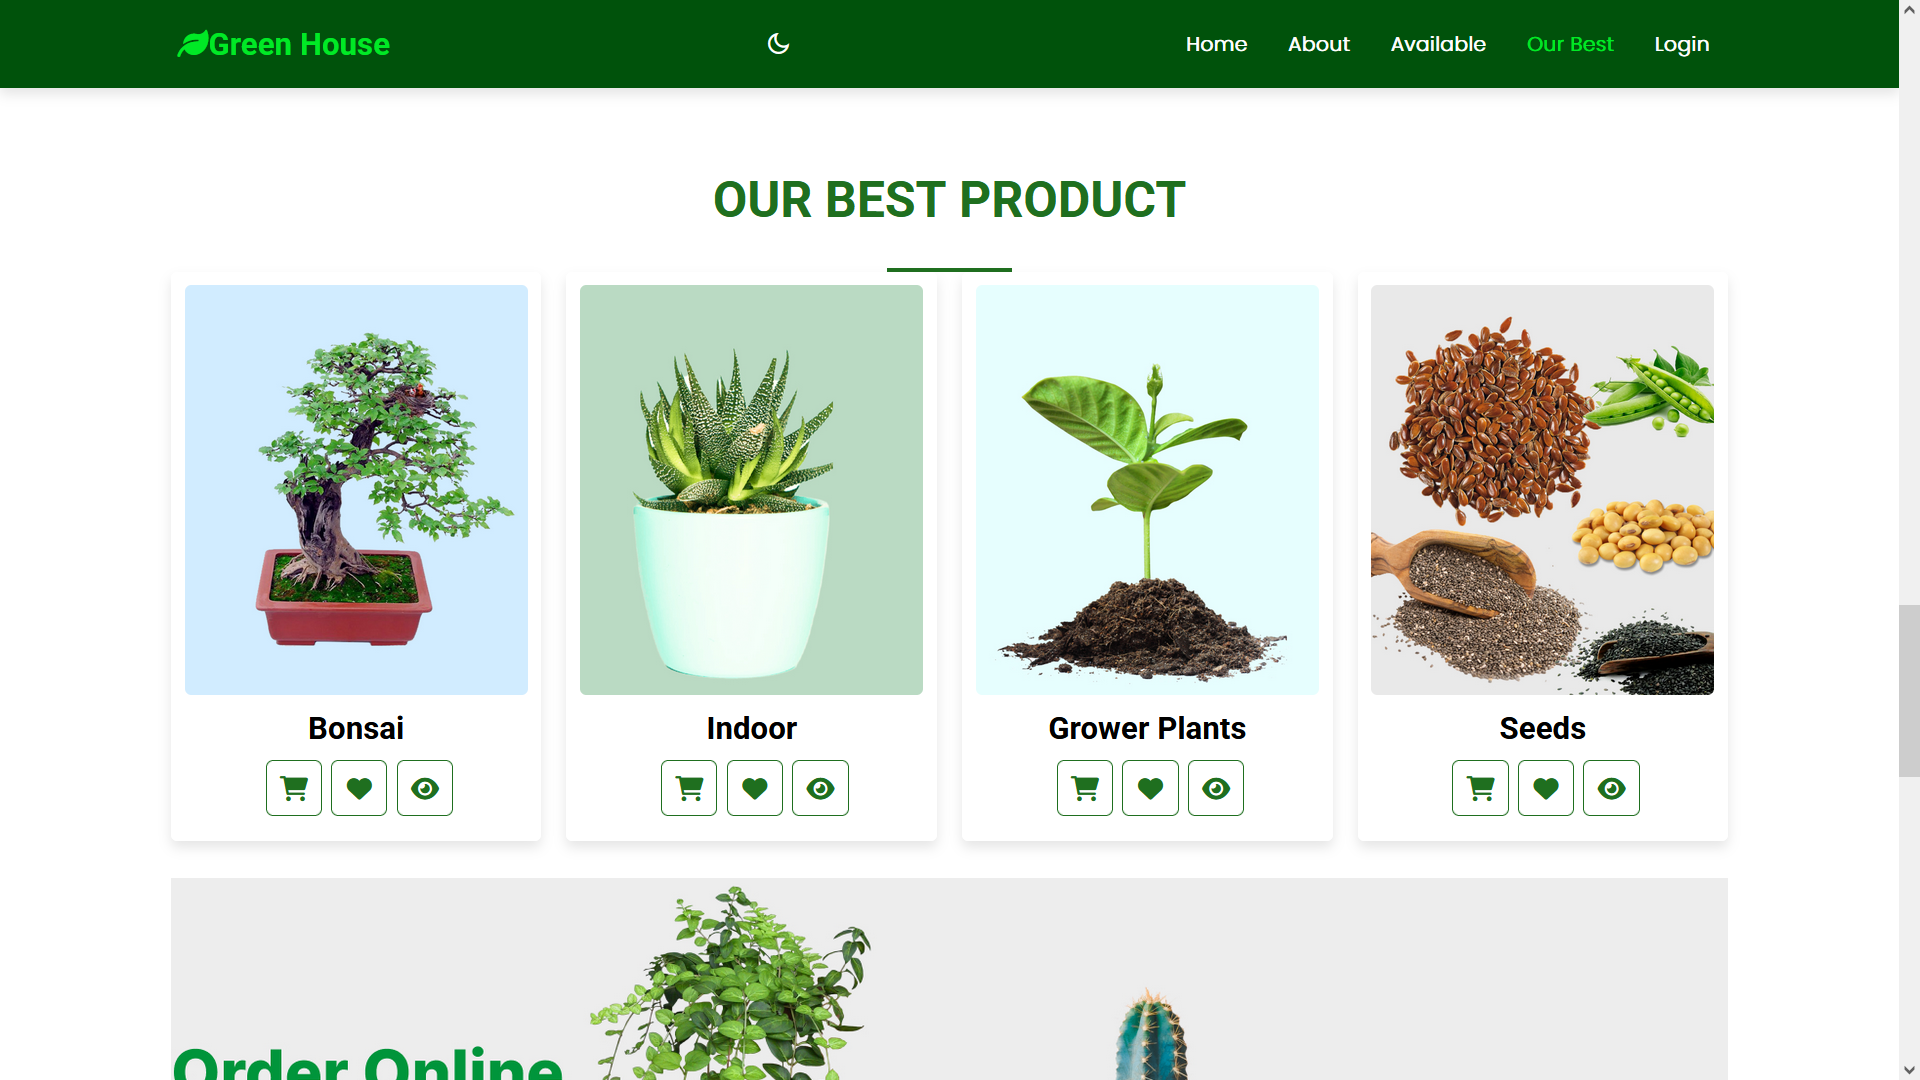 Green House
Home About Available Our Best Login
OUR BEST PRODUCT
Bonsai Indoor Grower Plants Seeds
Order Online